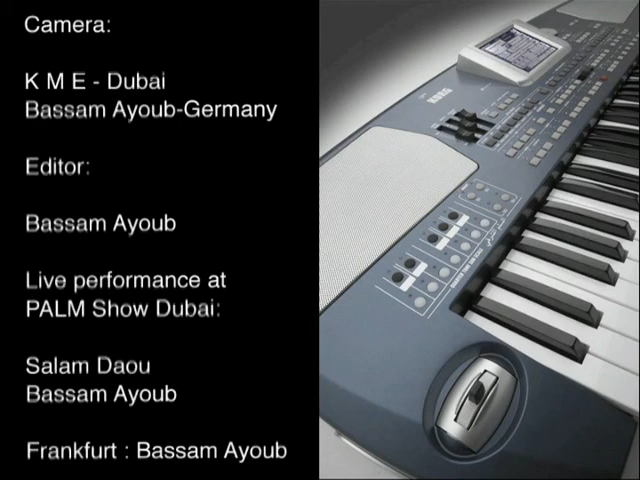 Camera:
K M E - Dubai
Bassam Ayoub-Germany
Editor:
Bassam Ayoub
Live performance at
PALM Show Dubai:
Salam Daou
Bassam Ayoub
Frankfurt : Bassam Ayoub
KORG